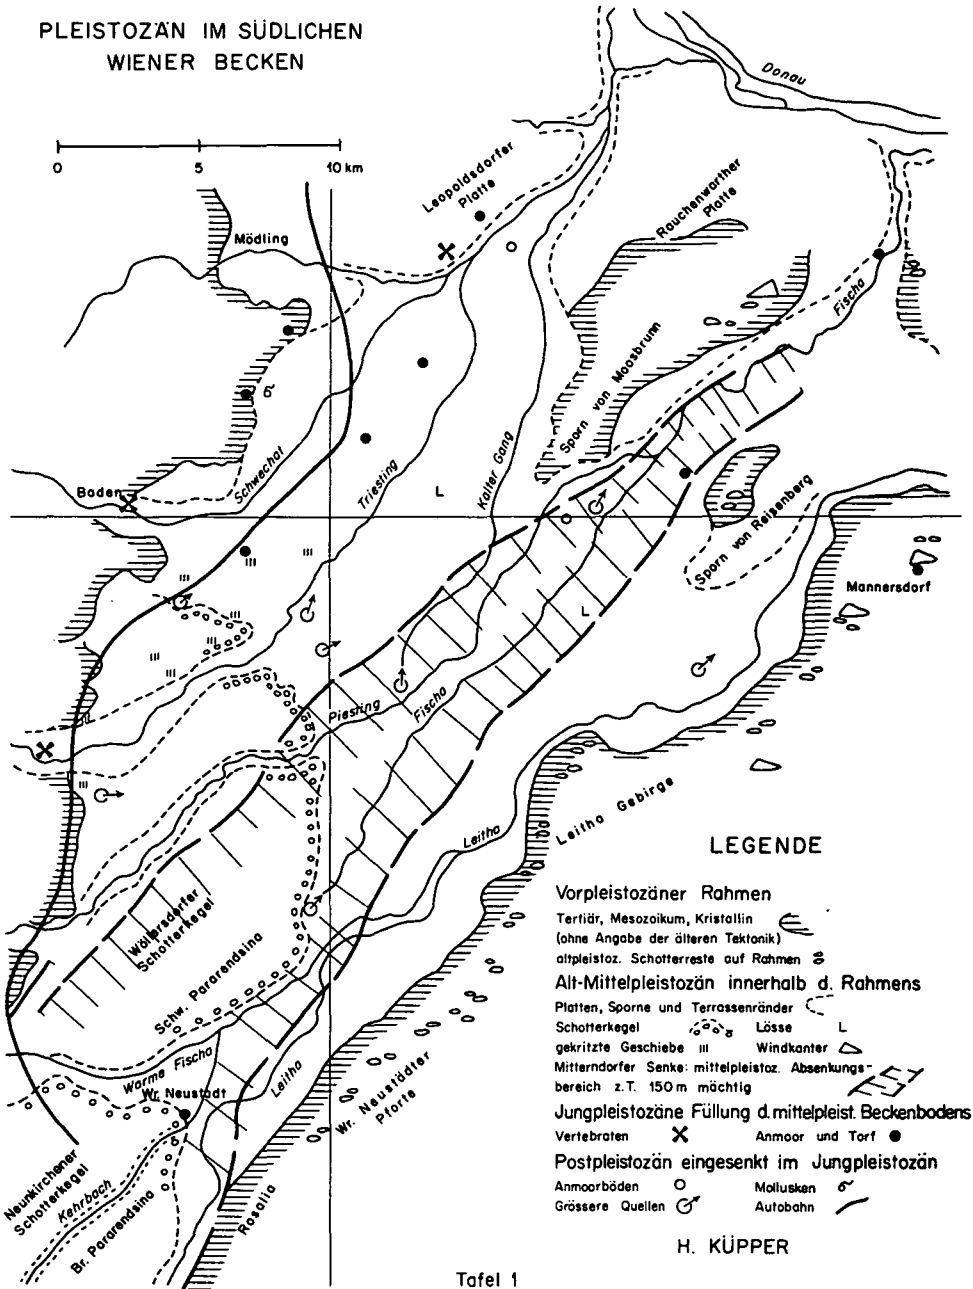 PLEISTOZÄN IM SÜDLICHEN
WIENER BECKEN
0 5 10 km
Donau
Leopoldsdorfer
Platte
Rauchenwarther
Platte
Mödling
Fischa
Sporn von Moosbrunn
Schwechat
Triesting
Kalter Gang
L
Baden
Sporn von Reisenberg
Mannersdorf
L
Piesting
Fischa
Leitha
Leitha Gebirge
Wöllersdorfer
Schotterkegel
Schw. Pararendsina
Warme Fischa
Leitha
Wr. Neustadt
Wr. Neustädter
Pforte
Neunkirchener
Schotterkegel
Kehrbach
Br. Pararendsina
Rosalia
LEGENDE
Vorpleistozäner Rahmen
Tertiär, Mesozoikum, Kristallin
(ohne Angabe der älteren Tektonik)
altpleistoz. Schotterreste auf Rahmen
Alt-Mittelpleistozän innerhalb d. Rahmens
Platten, Sporne und Terrassenränder
Schotterkegel Lösse L
gekritzte Geschiebe III Windkanter
Mitterndorfer Senke: mittelpleistoz. Absenkungs-
bereich z.T. 150 m mächtig
Jungpleistozäne Füllung d. mittelpleist. Beckenbodens
Vertebraten Anmoor und Torf
Postpleistozän eingesenkt im Jungpleistozän
Anmoorböden Mollusken
Grössere Quellen Autobahn
H. KÜPPER
Tafel 1